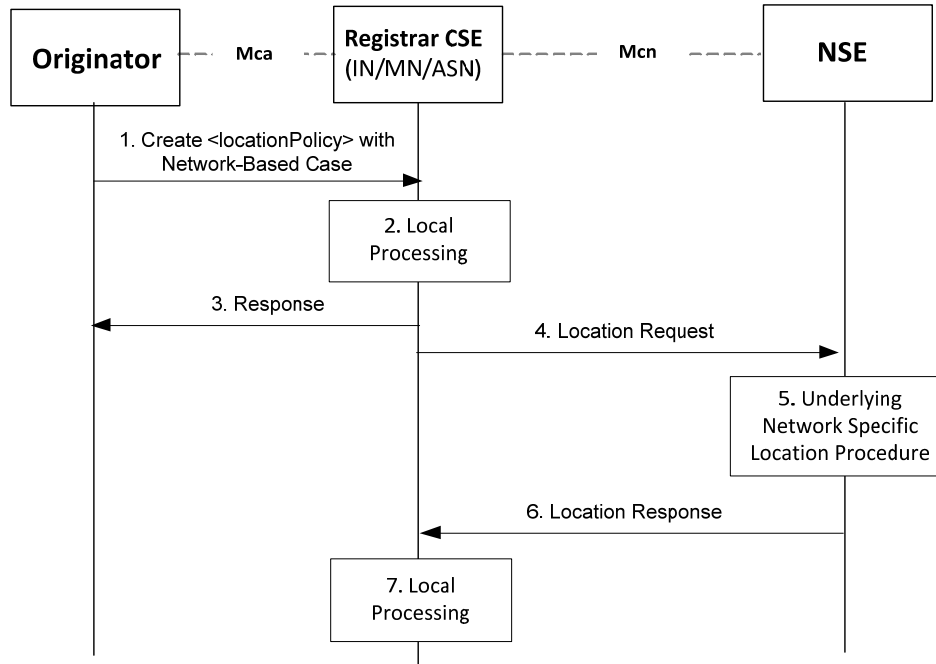 Originator
Mca
Registrar CSE
(IN/MN/ASN)
Mcn
NSE
1. Create <locationPolicy> with
Network-Based Case
2. Local
Processing
3. Response
4. Location Request
5. Underlying
Network Specific
Location Procedure
6. Location Response
7. Local
Processing